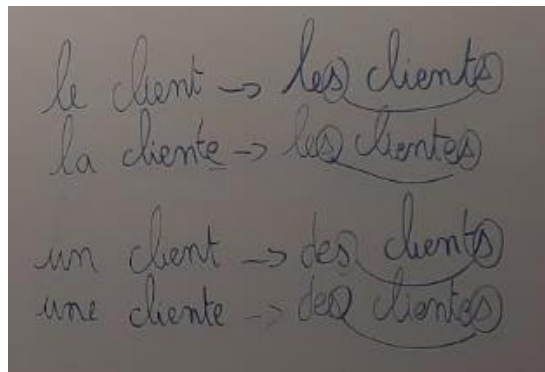 le client -> les clients
la cliente -> les clientes
un client -> des clients
une cliente -> des clientes